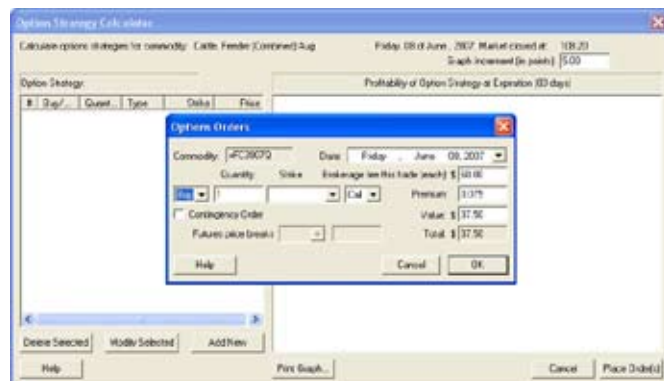 Option Strategy Calculator
Calculate options strategies for commodity: Cattle, Feeder (Combined) Aug
Friday, 08 of June, 2007. Market closed at: 108.20
Graph Increment (in points) 5.00
Option Strategy:
Profitability of Option Strategy at Expiration (83 days)
# Buy/... Quant... Type Strike Price
Options Orders
Commodity: Date: Friday , June 08, 2007
Quantity Strike Brokerage fee this trade (each) $
1 Call Premium:
Contingency Order Value: $ 37.50
Futures price breaks Total: $ 37.50
Help Cancel OK
Delete Selected Modify Selected Add New
Help Print Graph... Cancel Place Order(s)